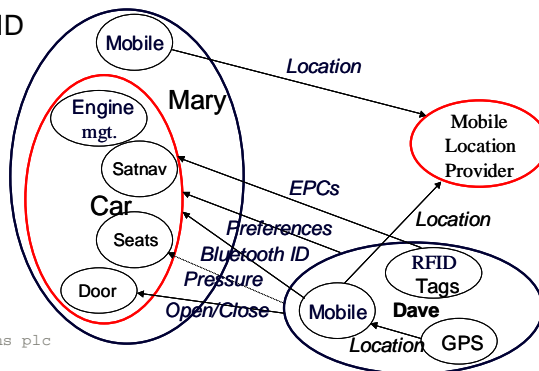 ID
Mobile
Location
Mary
Engine
mgt.
Mobile
Location
Provider
Satnav
EPCs
Car
Location
Preferences
Seats
Bluetooth ID
RFID
Tags
Pressure
Door
Open/Close
Mobile
Dave
Location
GPS
ns plc